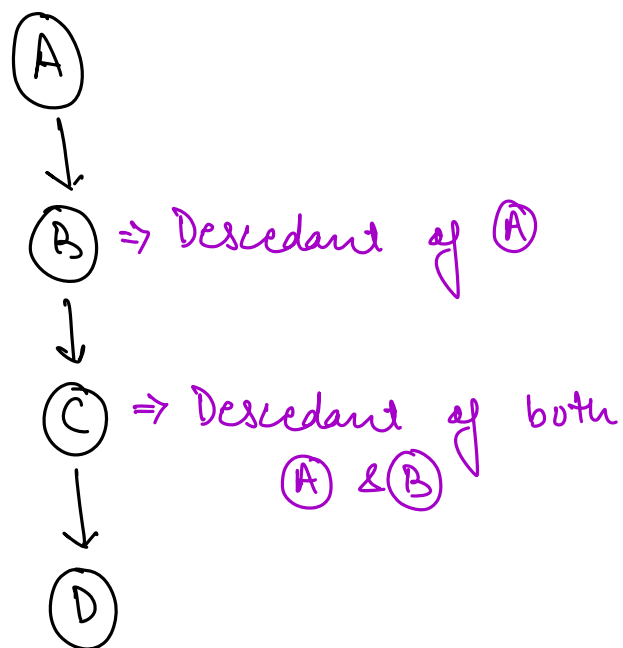 A
B ⇒ Descedant of A
C ⇒ Descedant of both
A & B
D